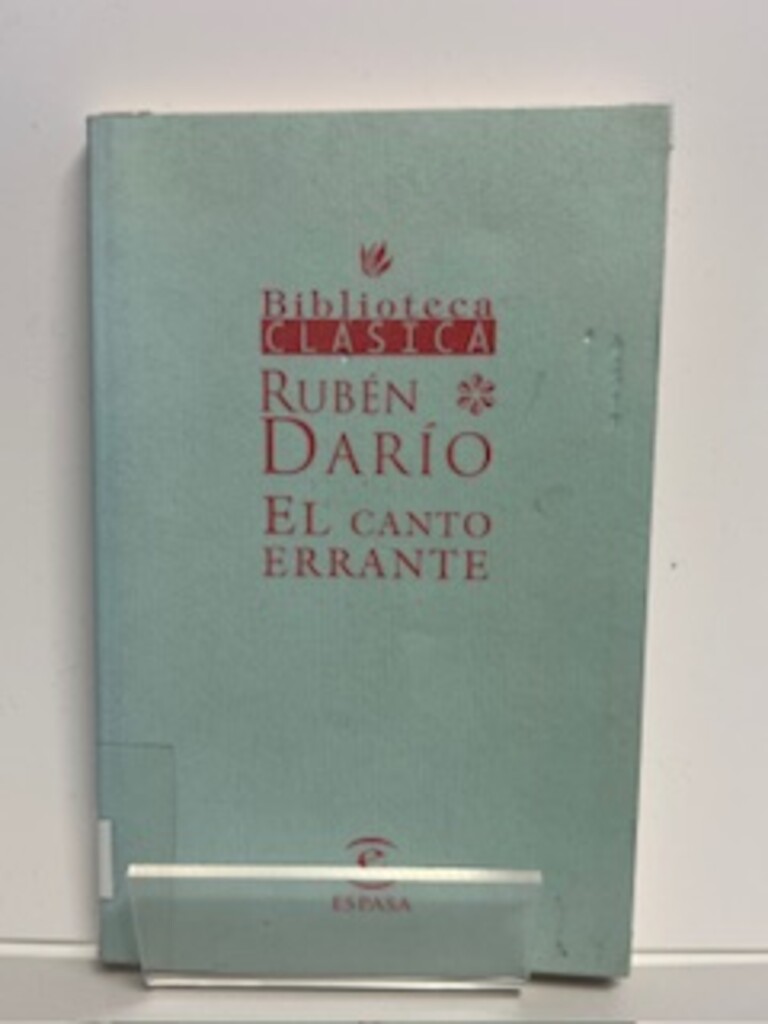 Biblioteca
CLÁSICA
RUBÉN
DARÍO
EL CANTO
ERRANTE
e
ESPASA